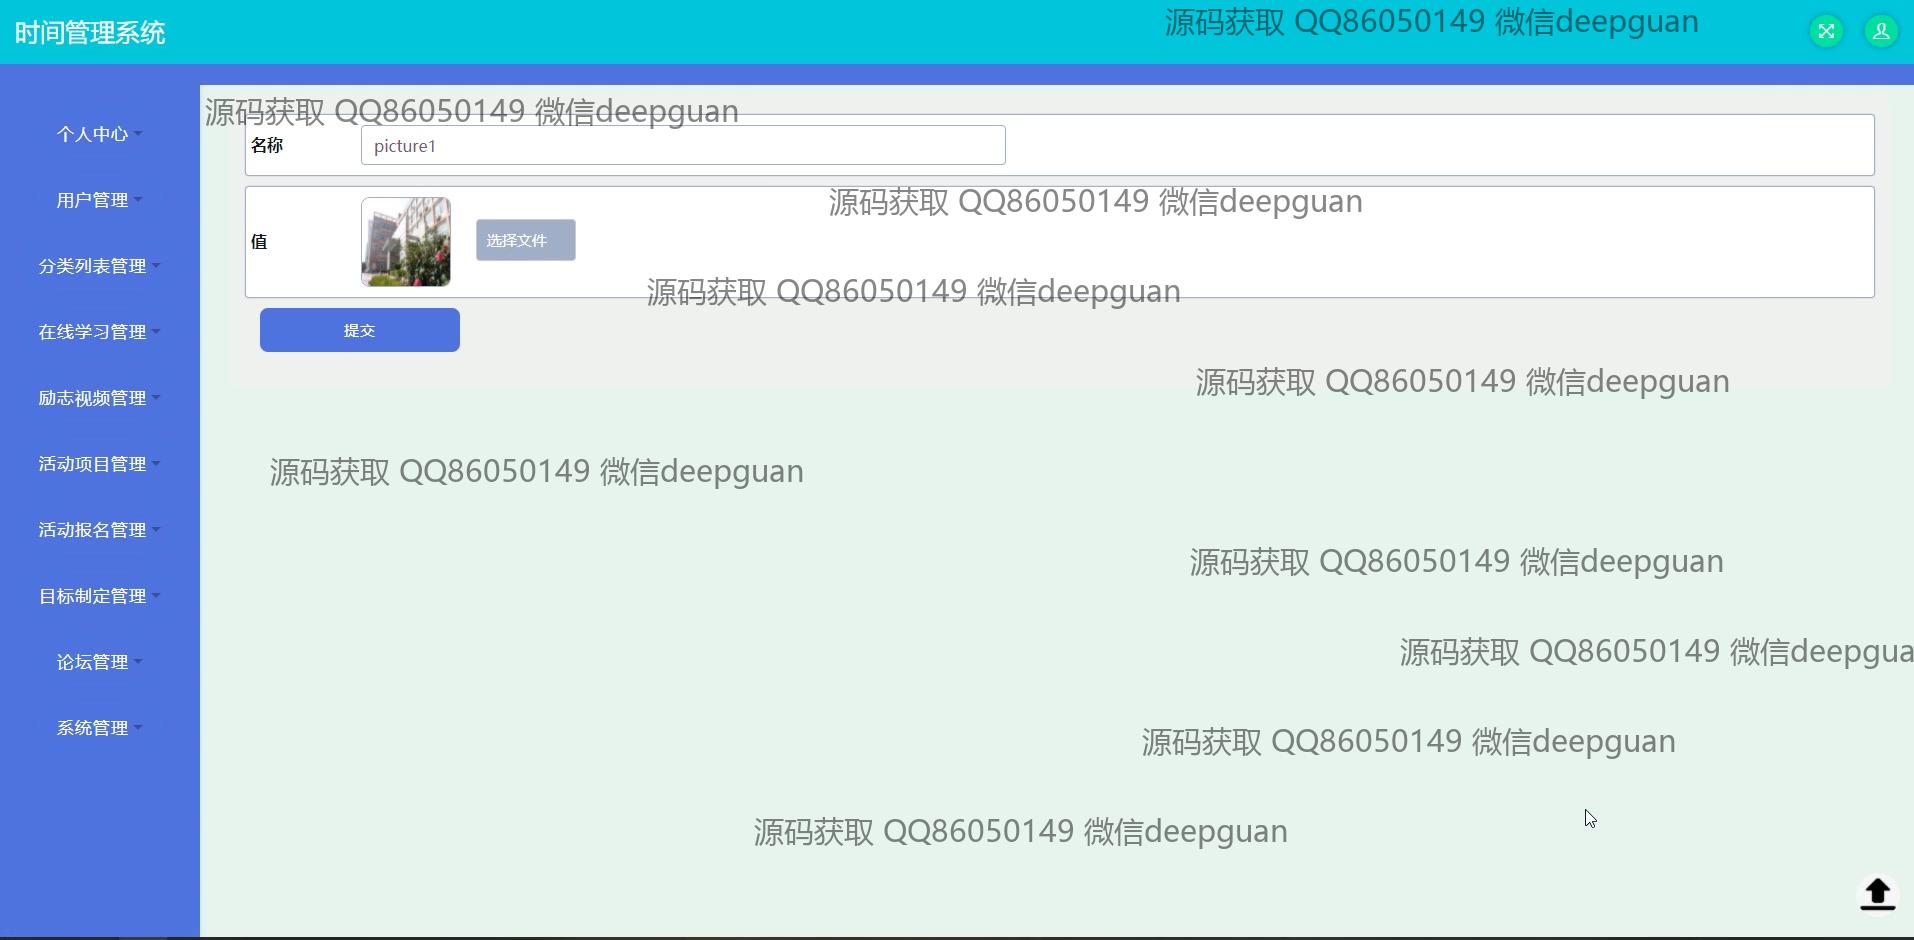 时间管理系统
源码获取 QQ86050149 微信deepguan
源码获取 QQ86050149 微信deepguan
个人中心
名称
picture1
用户管理
源码获取 QQ86050149 微信deepguan
值
选择文件
分类列表管理
源码获取 QQ86050149 微信deepguan
在线学习管理
提交
源码获取 QQ86050149 微信deepguan
励志视频管理
活动项目管理
源码获取 QQ86050149 微信deepguan
活动报名管理
源码获取 QQ86050149 微信deepguan
目标制定管理
源码获取 QQ86050149 微信deepgua
论坛管理
系统管理
源码获取 QQ86050149 微信deepguan
源码获取 QQ86050149 微信deepguan